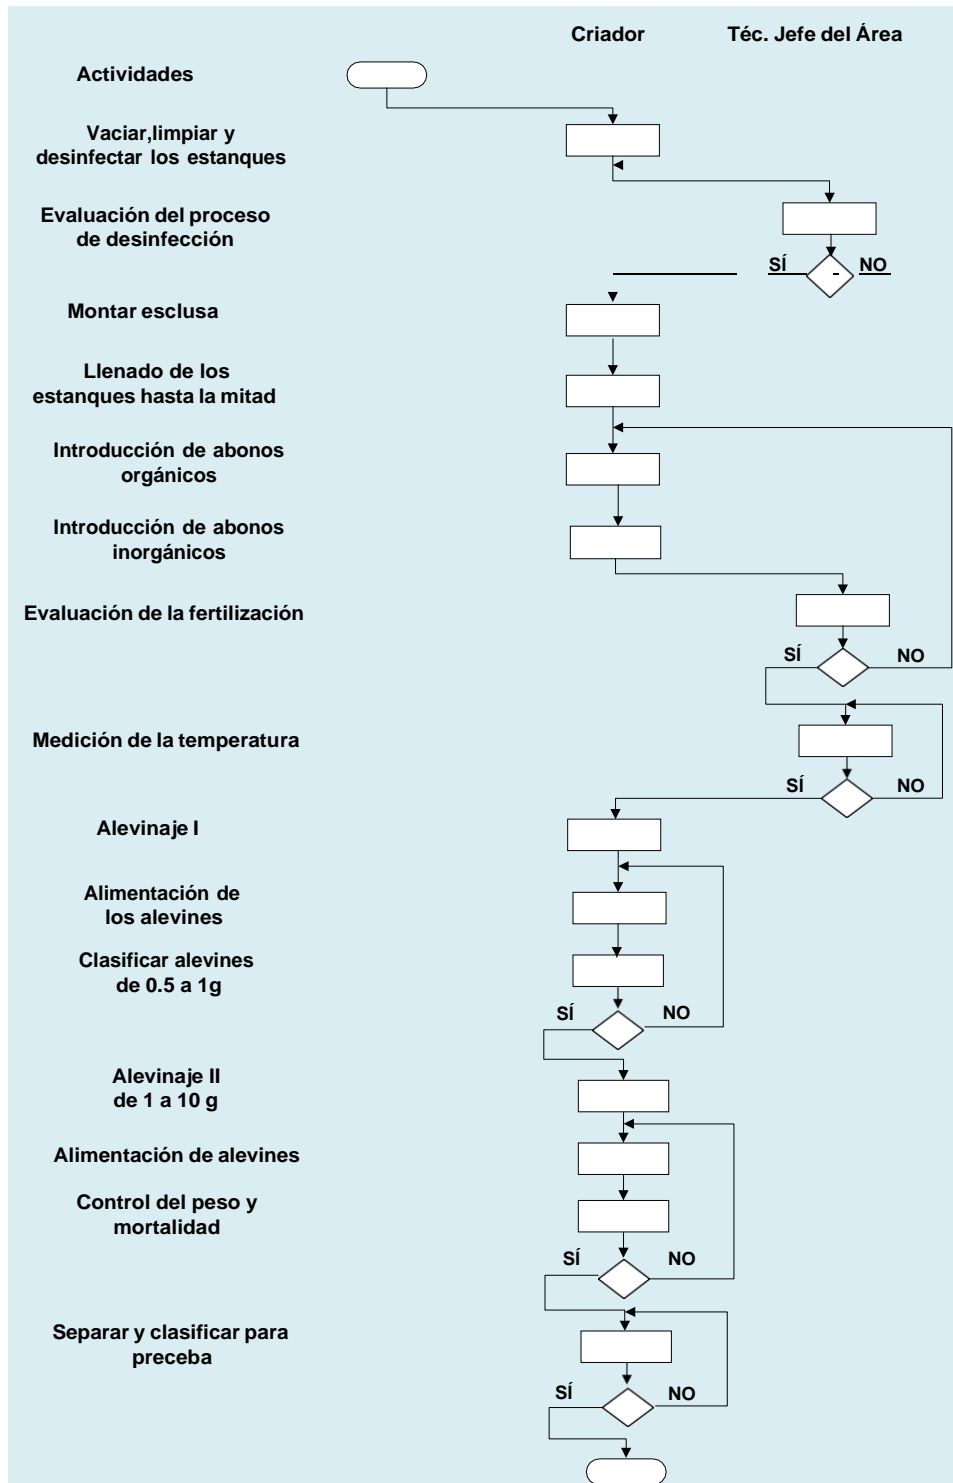 Criador Téc. Jefe del Área
Actividades
Vaciar,limpiar y
desinfectar los estanques
Evaluación del proceso
de desinfección
SÍ - NO
Montar esclusa
Llenado de los
estanques hasta la mitad
Introducción de abonos
orgánicos
Introducción de abonos
inorgánicos
Evaluación de la fertilización
SÍ NO
Medición de la temperatura
SÍ NO
Alevinaje I
Alimentación de
los alevines
Clasificar alevines
de 0.5 a 1g
SÍ NO
Alevinaje II
de 1 a 10 g
Alimentación de alevines
Control del peso y
mortalidad
SÍ NO
Separar y clasificar para
preceba
SÍ NO